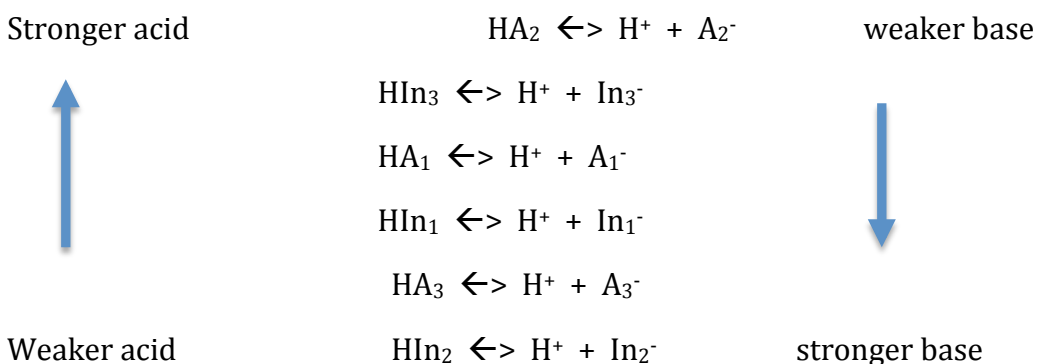 Stronger acid HA₂ ←> H⁺ + A₂⁻ weaker base
HIn₃ ←> H⁺ + In₃⁻
HA₁ ←> H⁺ + A₁⁻
HIn₁ ←> H⁺ + In₁⁻
HA₃ ←> H⁺ + A₃⁻
Weaker acid HIn₂ ←> H⁺ + In₂⁻ stronger base